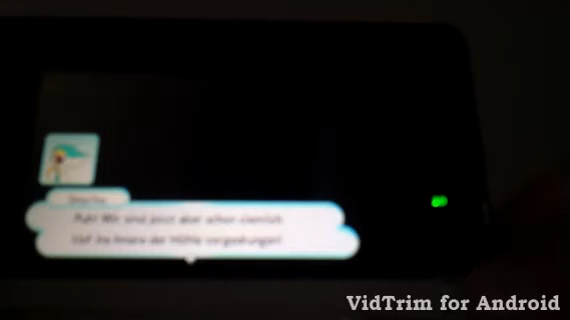 Puh! Wir sind jetzt aber schon ziemlich
tief ins Innere der Höhle vorgedrungen!
VidTrim for Android